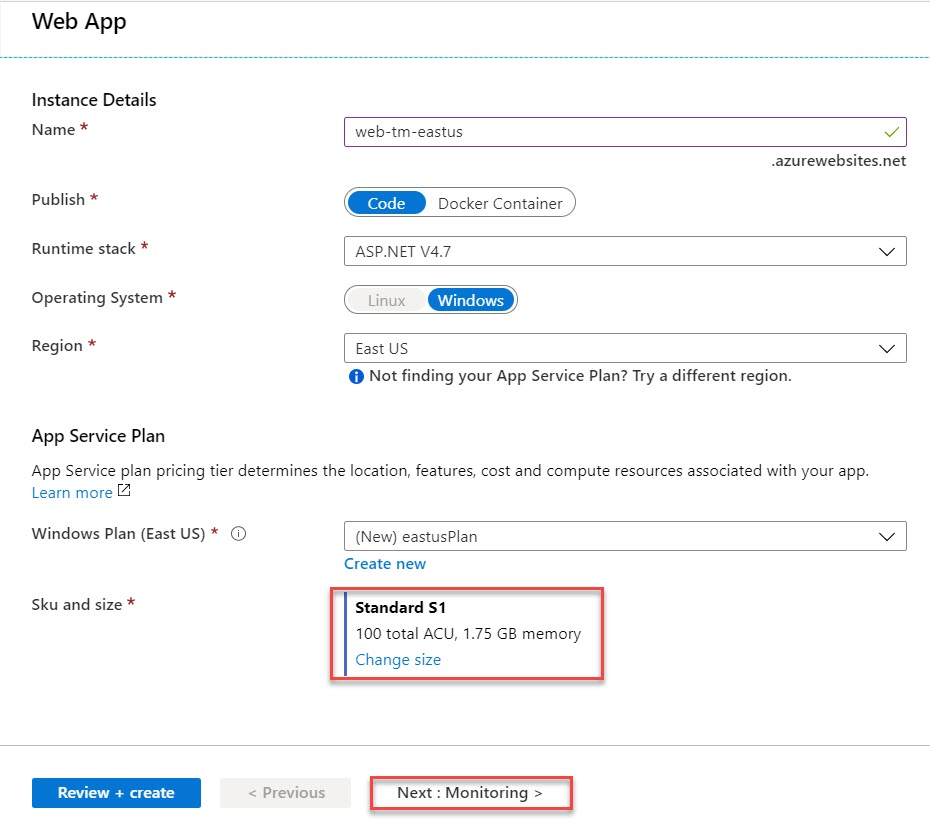 Web App
Instance Details
Name *
web-tm-eastus
.azurewebsites.net
Publish *
Code Docker Container
Runtime stack *
ASP.NET V4.7
Operating System *
Linux Windows
Region *
East US
Not finding your App Service Plan? Try a different region.
App Service Plan
App Service plan pricing tier determines the location, features, cost and compute resources associated with your app.
Learn more
Windows Plan (East US) *
(New) eastusPlan
Create new
Sku and size *
Standard S1
100 total ACU, 1.75 GB memory
Change size
Review + create < Previous Next : Monitoring >